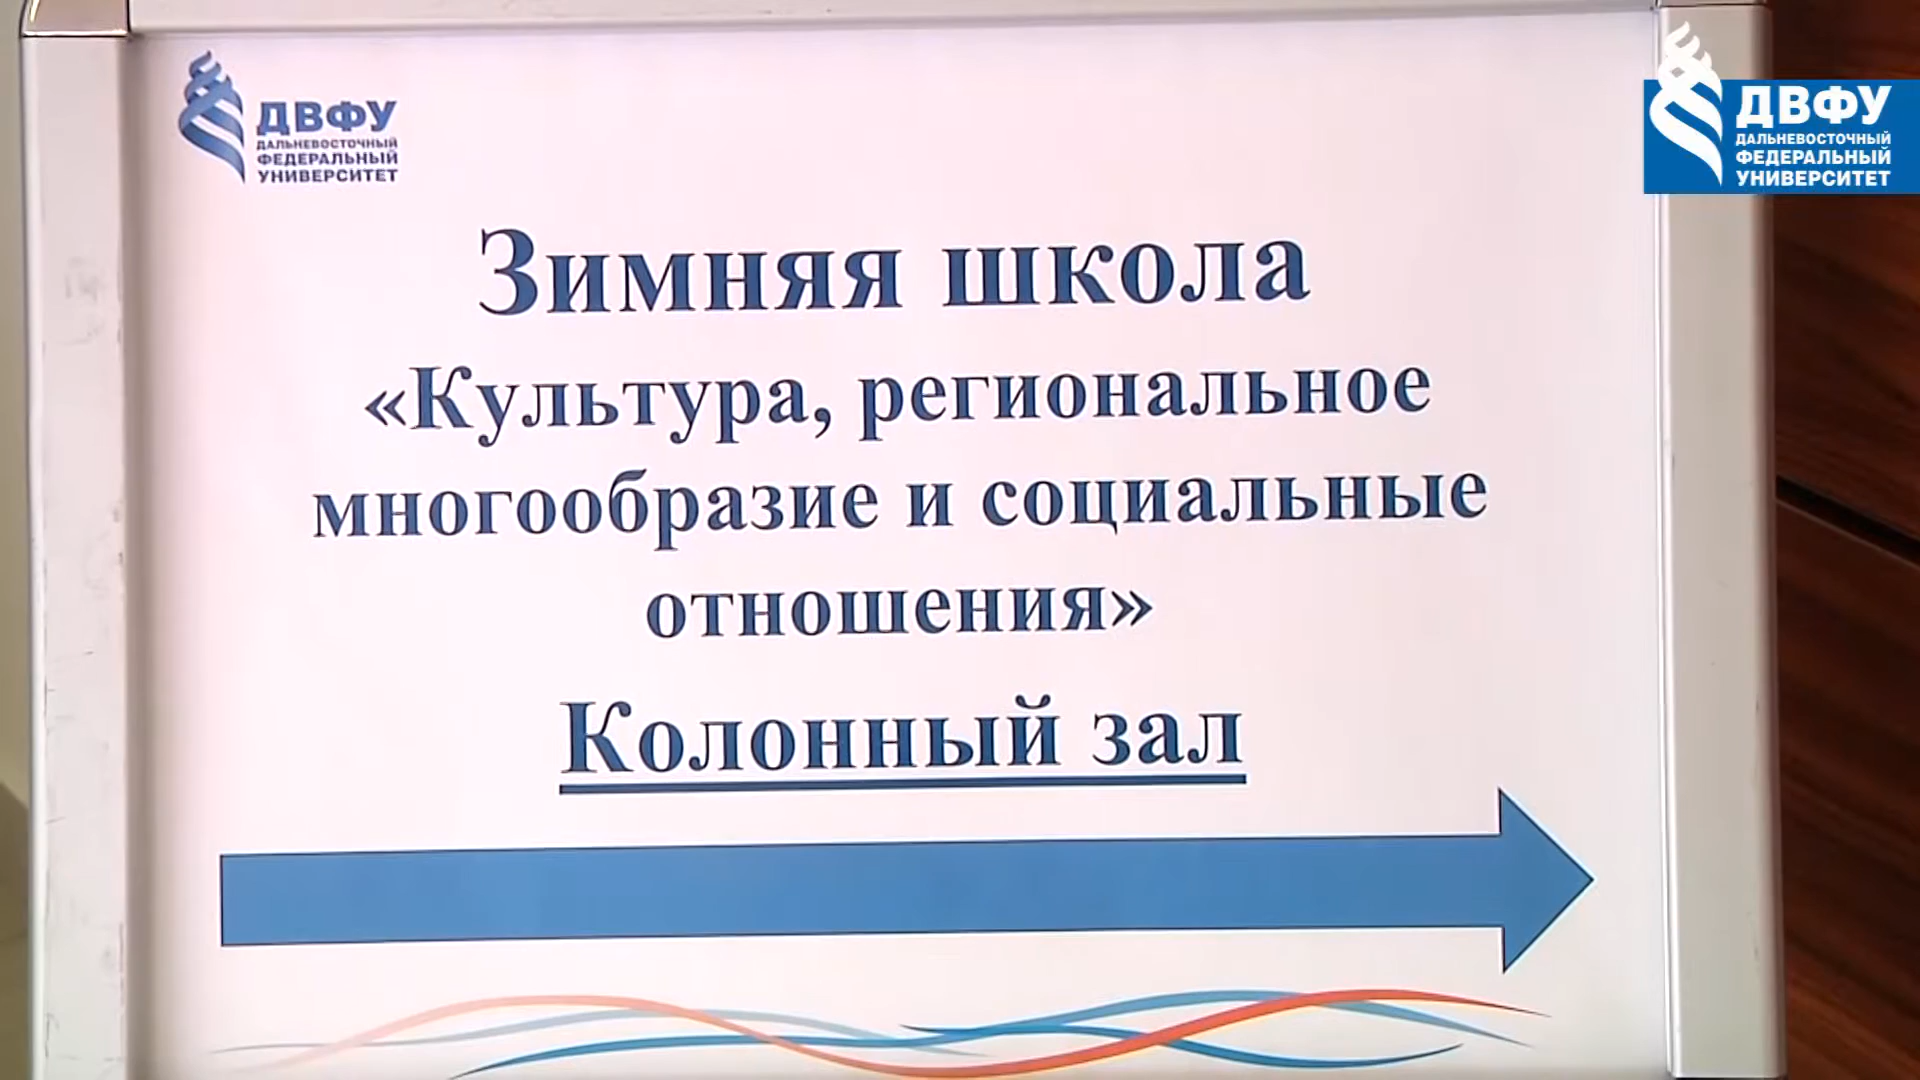 ДВФУ
ДАЛЬНЕВОСТОЧНЫЙ
ФЕДЕРАЛЬНЫЙ
УНИВЕРСИТЕТ
ДВФУ
ДАЛЬНЕВОСТОЧНЫЙ
ФЕДЕРАЛЬНЫЙ
УНИВЕРСИТЕТ
Зимняя школа
«Культура, региональное
многообразие и социальные
отношения»
Колонный зал